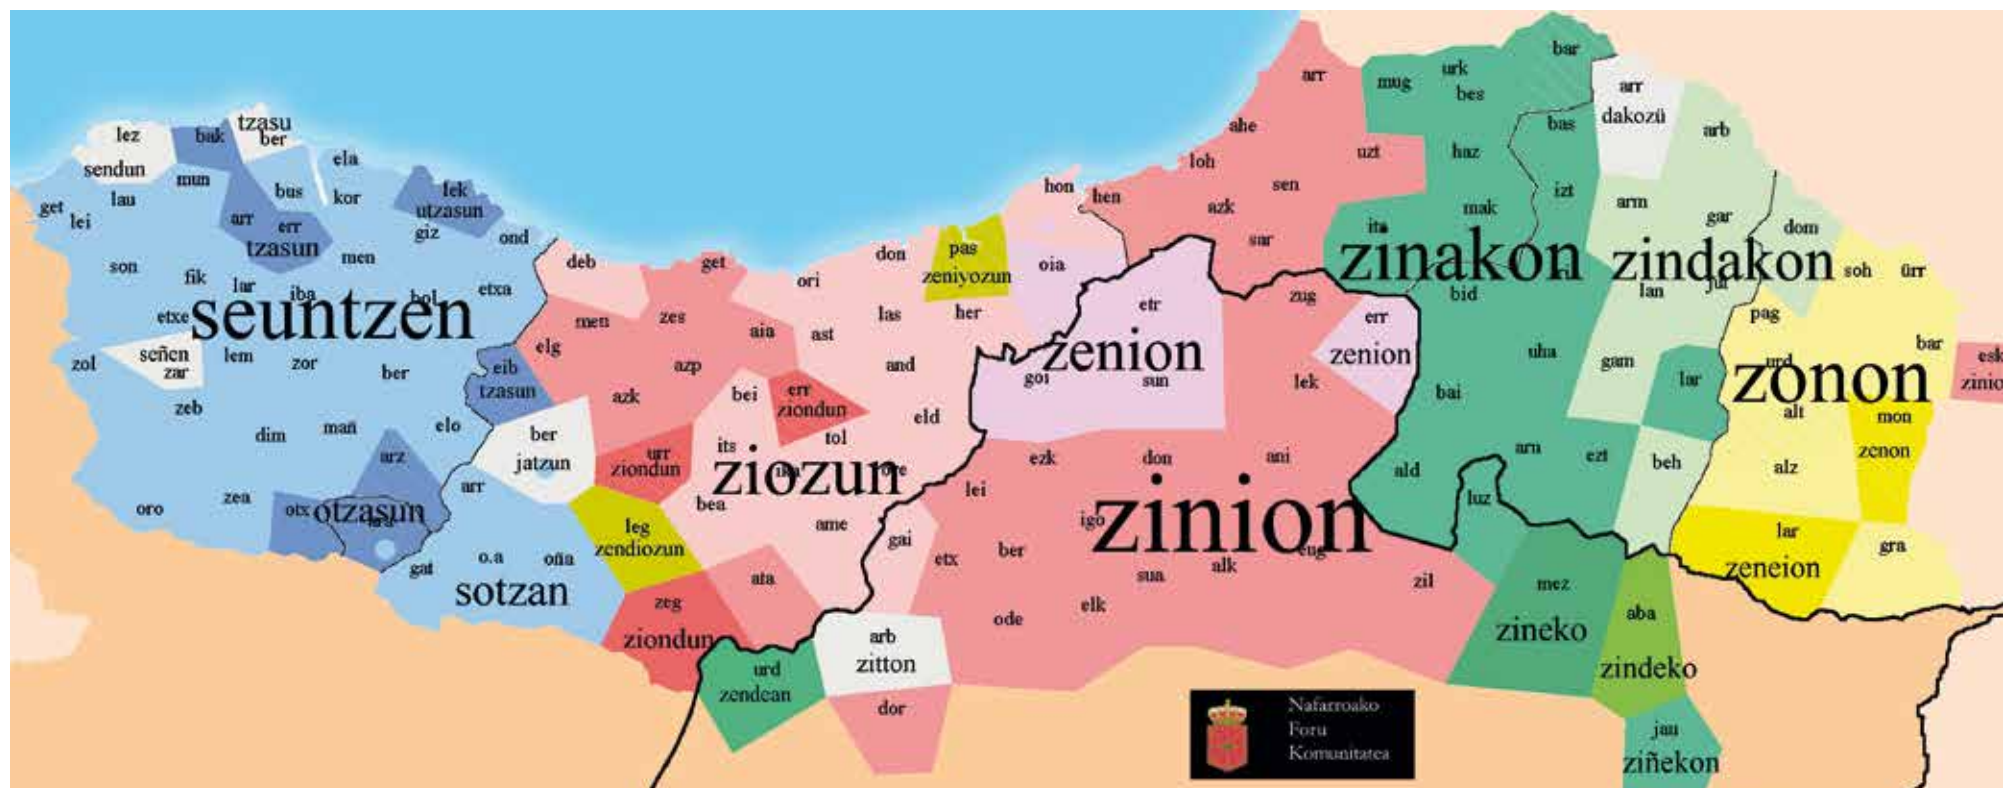 bar
arr
mug
urk
bes
arr
dakozü
lez
bak
tzasu
ber
ahe
bas
arb
sendun
ela
loh
uzt
haz
mun
bus
kor
lek
utzasun
hon
hen
sen
izt
get
lei
lau
arr
err
tzasun
giz
ond
azk
mak
arm
gar
dom
son
fik
lar
iba
men
bol
etxa
deb
get
ori
don
pas
zeniyozun
oia
sar
zinakon
zindakon
soh
ürr
etxe
seuntzen
men
zes
aia
ast
las
her
etr
zug
err
bid
lan
pag
zol
señen
zar
lem
zor
ber
eib
tzasun
elg
azp
and
zenion
goi
sun
lek
zenion
uha
gam
lar
bar
zonon
esk
zinio
zeb
dim
mañ
elo
azk
bei
err
ziondun
eld
bai
alt
mon
zenon
arz
ber
jatzun
urr
ziondun
its
tol
ziozun
ezk
don
ani
ald
arn
ezt
beh
alz
oro
zea
otx
otzasun
arr
leg
zendiozun
bea
ame
gai
lei
igo
zinion
luz
lar
zeneion
gra
gat
o.a
oña
sotzan
zeg
ziondun
ata
etx
ber
sua
alk
eug
zil
mez
zineko
aba
zindeko
ode
elk
arb
zitton
urd
zendean
dor
Nafarroako
Foru
Komunitatea
jau
ziñekon